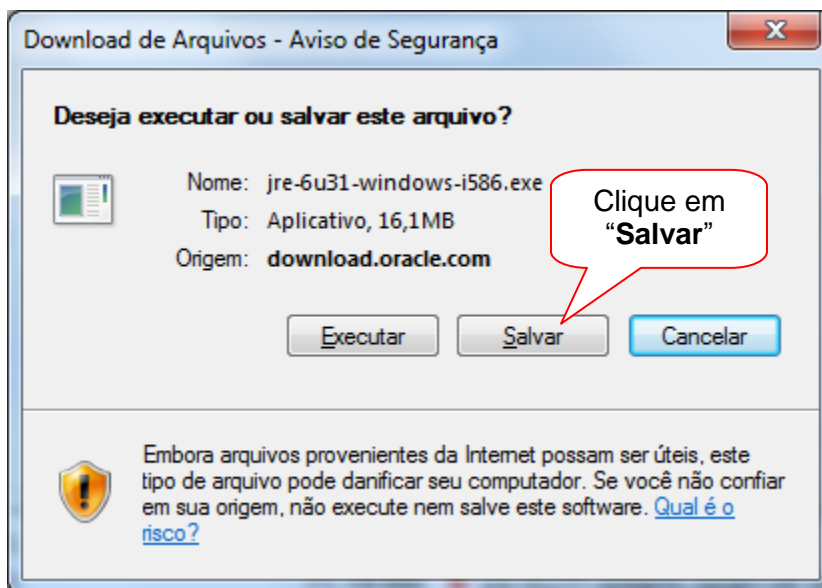 Download de Arquivos - Aviso de Segurança
Deseja executar ou salvar este arquivo?
Nome: jre-6u31-windows-i586.exe
Tipo: Aplicativo, 16,1MB
Origem: download.oracle.com
Clique em
“Salvar”
Executar Salvar Cancelar
Embora arquivos provenientes da Internet possam ser úteis, este
tipo de arquivo pode danificar seu computador. Se você não confiar
em sua origem, não execute nem salve este software. Qual é o
risco?